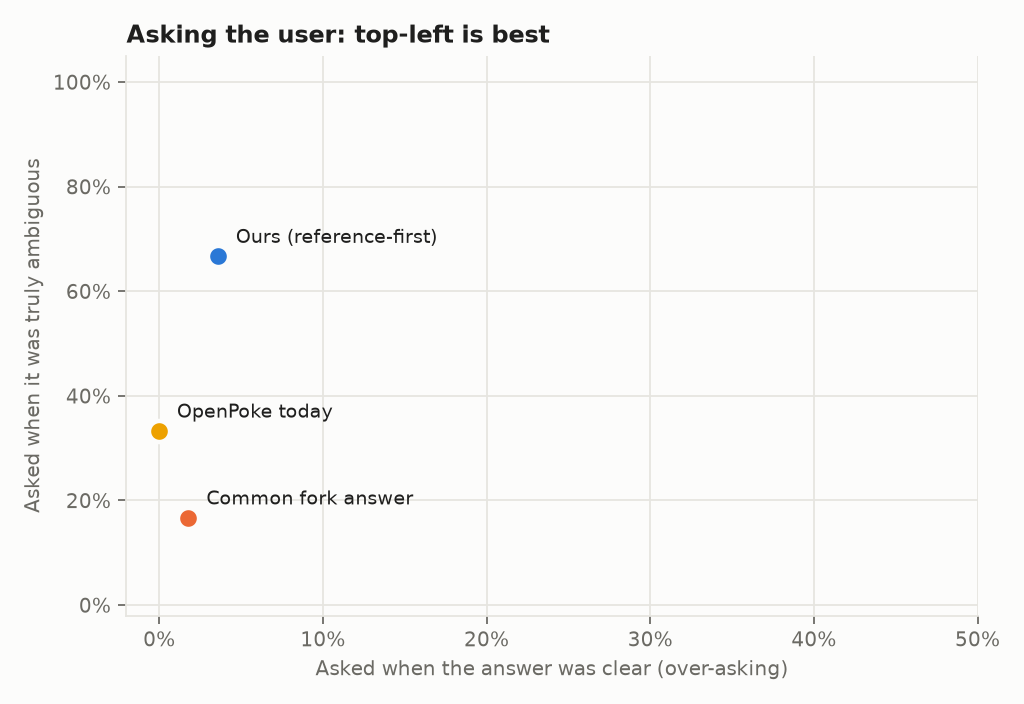 Asking the user: top-left is best
100%
80%
60%
40%
20%
0%
Asked when it was truly ambiguous
Ours (reference-first)
OpenPoke today
Common fork answer
0%
10%
20%
30%
40%
50%
Asked when the answer was clear (over-asking)